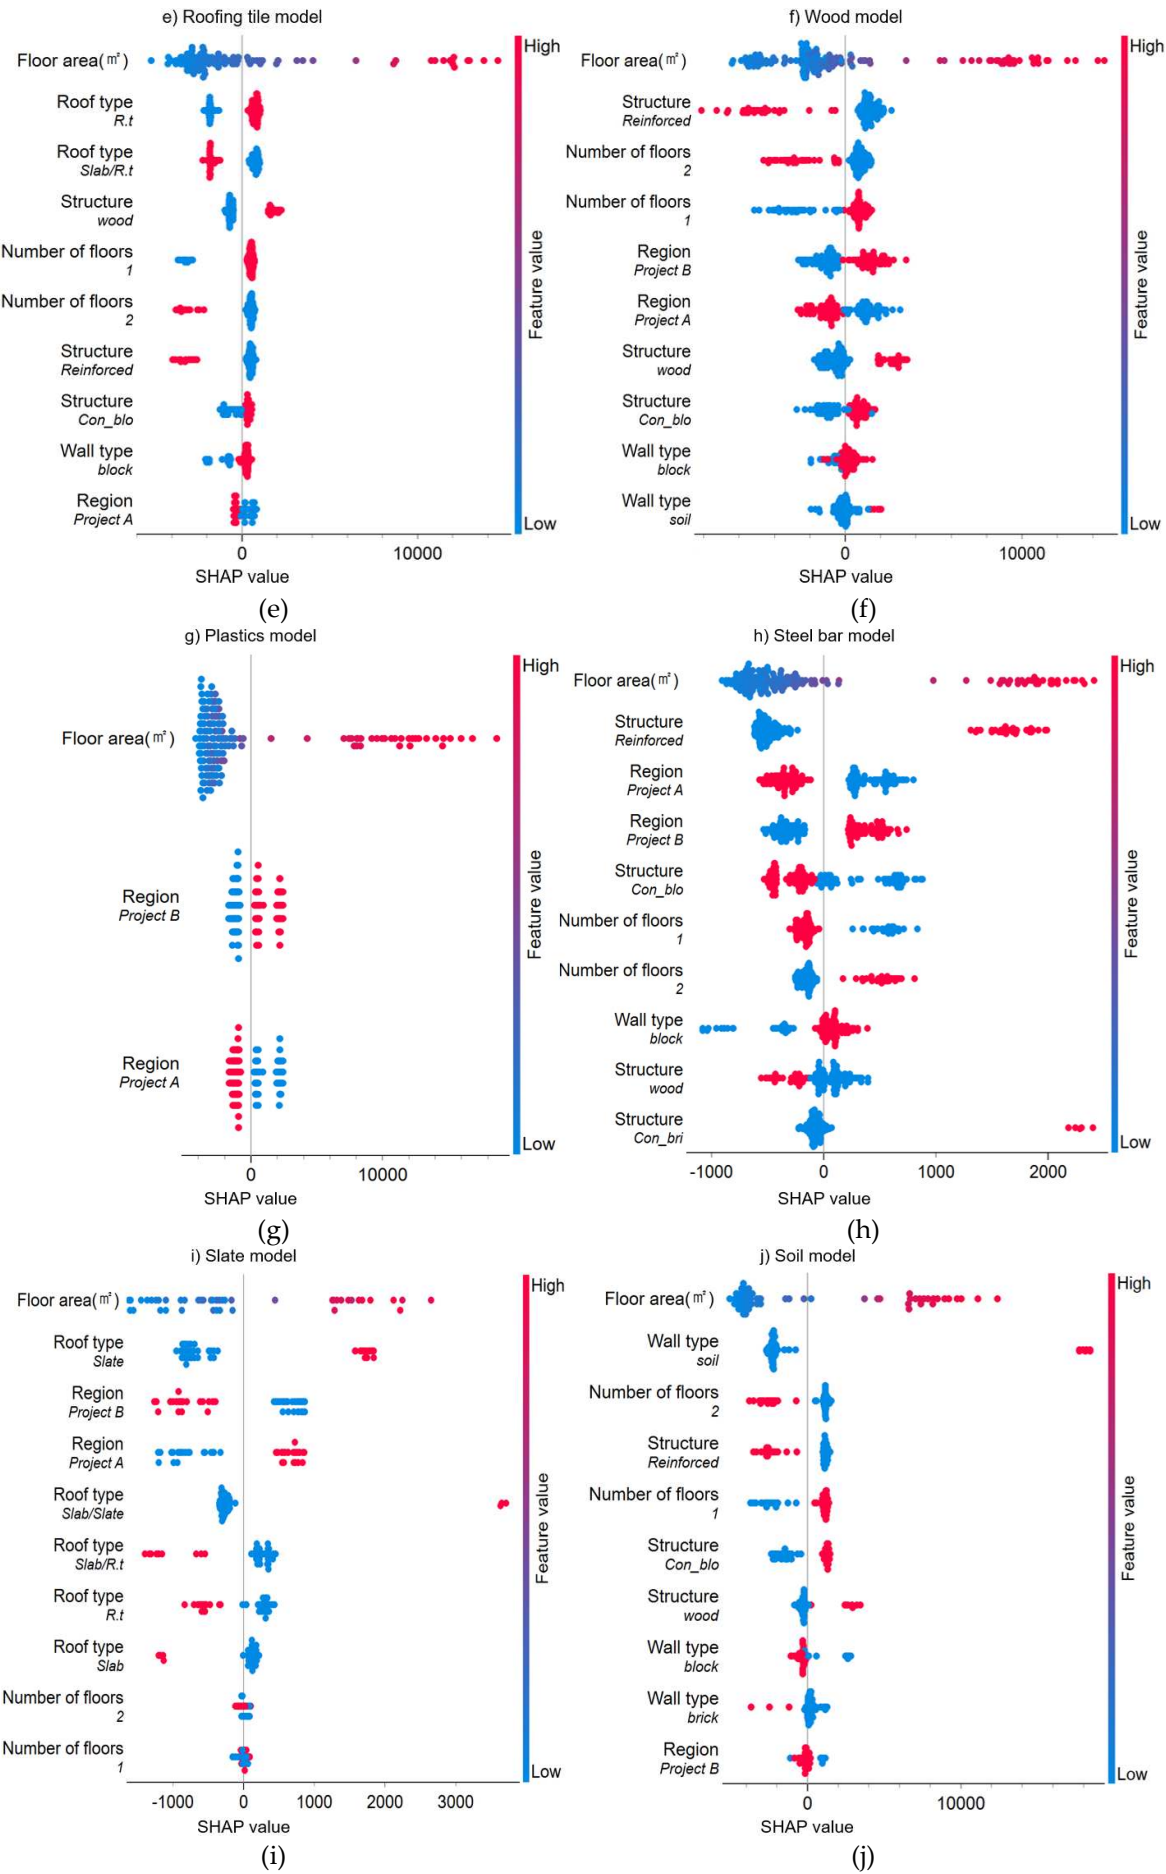 e) Roofing tile model
High
Floor area(㎡)
Roof type
R.t
Roof type
Slab/R.t
Structure
wood
Number of floors
1
Number of floors
2
Structure
Reinforced
Structure
Con_blo
Wall type
block
Region
Project A
Low
Feature value
0
10000
SHAP value
(e)
f) Wood model
High
Floor area(㎡)
Structure
Reinforced
Number of floors
2
Number of floors
1
Region
Project B
Region
Project A
Structure
wood
Structure
Con_blo
Wall type
block
Wall type
soil
Low
Feature value
0
10000
SHAP value
(f)
g) Plastics model
High
Floor area(㎡)
Region
Project B
Region
Project A
Low
Feature value
0
10000
SHAP value
(g)
h) Steel bar model
High
Floor area(㎡)
Structure
Reinforced
Region
Project A
Region
Project B
Structure
Con_blo
Number of floors
1
Number of floors
2
Wall type
block
Structure
wood
Structure
Con_bri
Low
Feature value
-1000
0
1000
2000
SHAP value
(h)
i) Slate model
High
Floor area(㎡)
Roof type
Slate
Region
Project B
Region
Project A
Roof type
Slab/Slate
Roof type
Slab/R.t
Roof type
R.t
Roof type
Slab
Number of floors
2
Number of floors
1
Low
Feature value
-1000
0
1000
2000
3000
SHAP value
(i)
j) Soil model
High
Floor area(㎡)
Wall type
soil
Number of floors
2
Structure
Reinforced
Number of floors
1
Structure
Con_blo
Structure
wood
Wall type
block
Wall type
brick
Region
Project B
Low
Feature value
0
10000
SHAP value
(j)